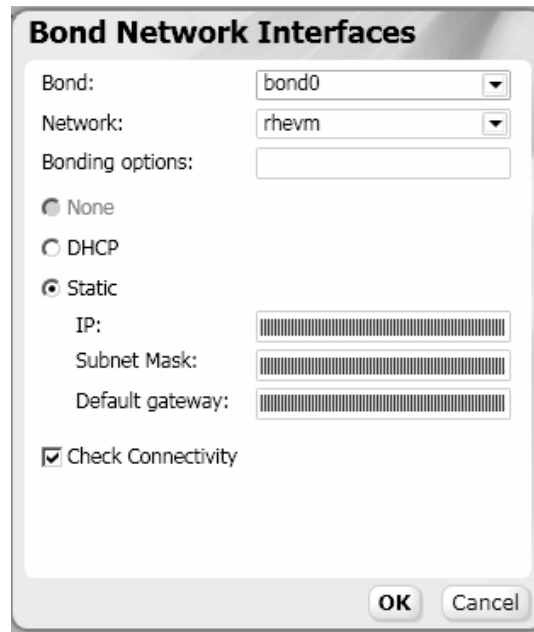 Bond Network Interfaces
Bond: bond0
Network: rhevm
Bonding options:
None
DHCP
Static
IP:
Subnet Mask:
Default gateway:
Check Connectivity
OK Cancel